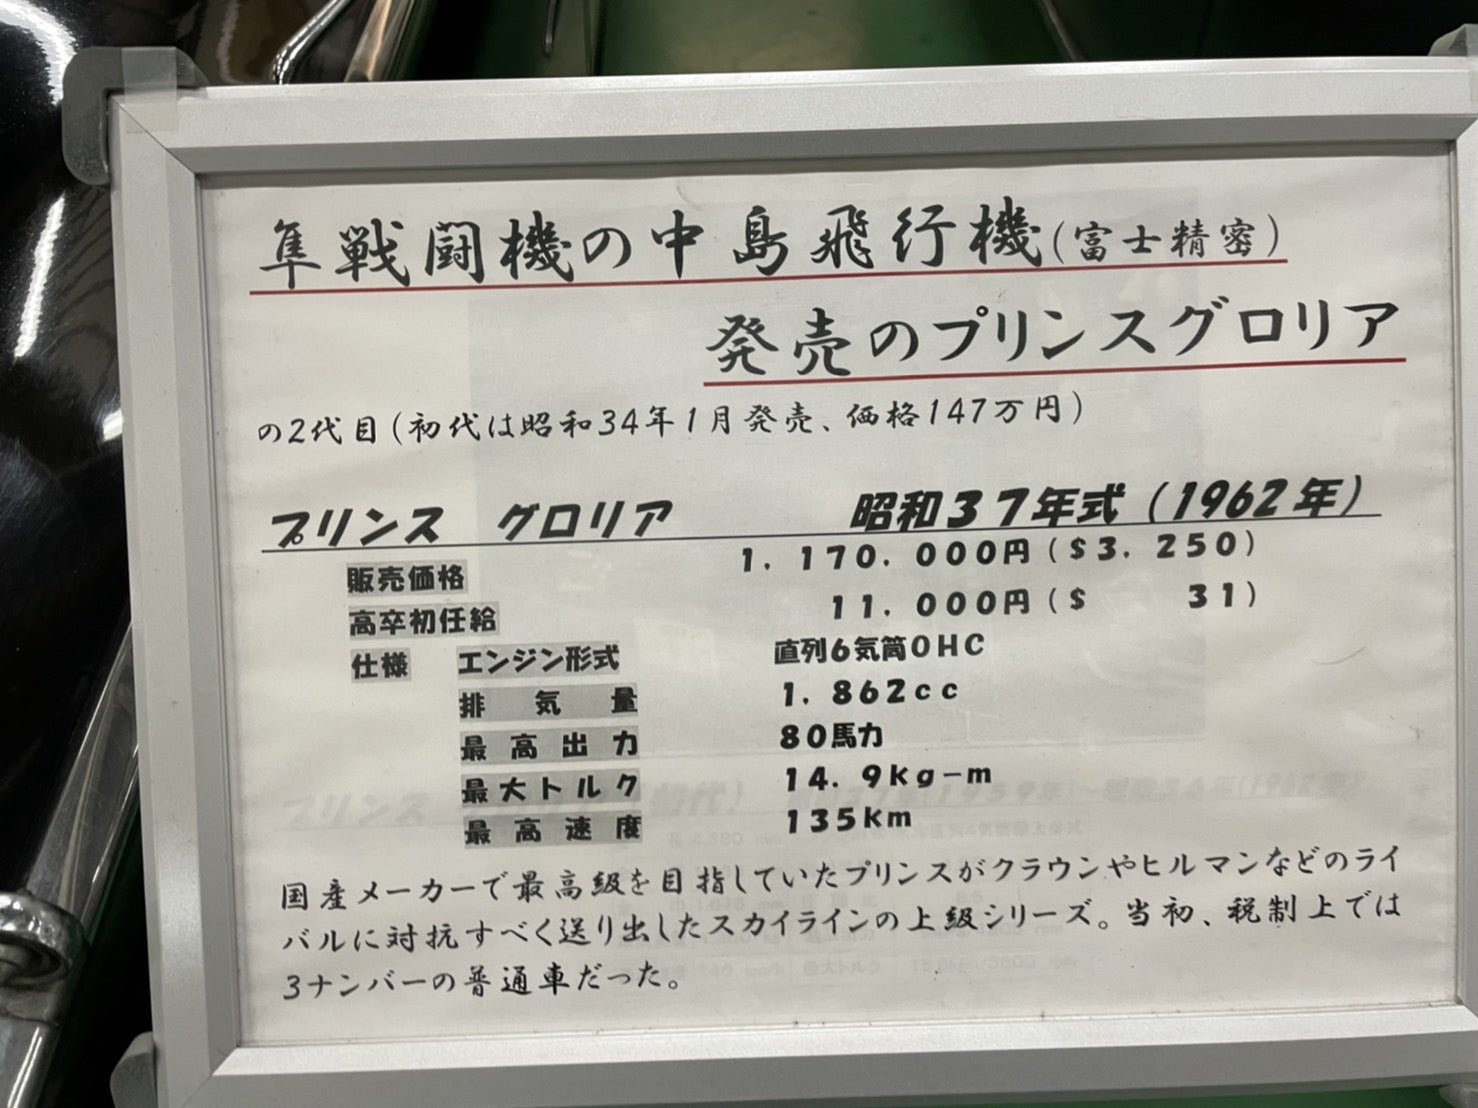 隼戦闘機の中島飛行機(富士精密)
発売のプリンスグロリア
の2代目(初代は昭和34年1月発売、価格147万円)
プリンス グロリア 昭和37年式(1962年)
販売価格 1.170.000円($3.250)
高卒初任給 11.000円($ 31)
仕様 エンジン形式 直列6気筒OHC
排気量 1.862cc
最高出力 80馬力
最大トルク 14.9kg-m
最高速度 135km
国産メーカーで最高級を目指していたプリンスがクラウンやヒルマンなどのライ
バルに対抗すべく送り出したスカイラインの上級シリーズ。当初、税制上では
3ナンバーの普通車だった。